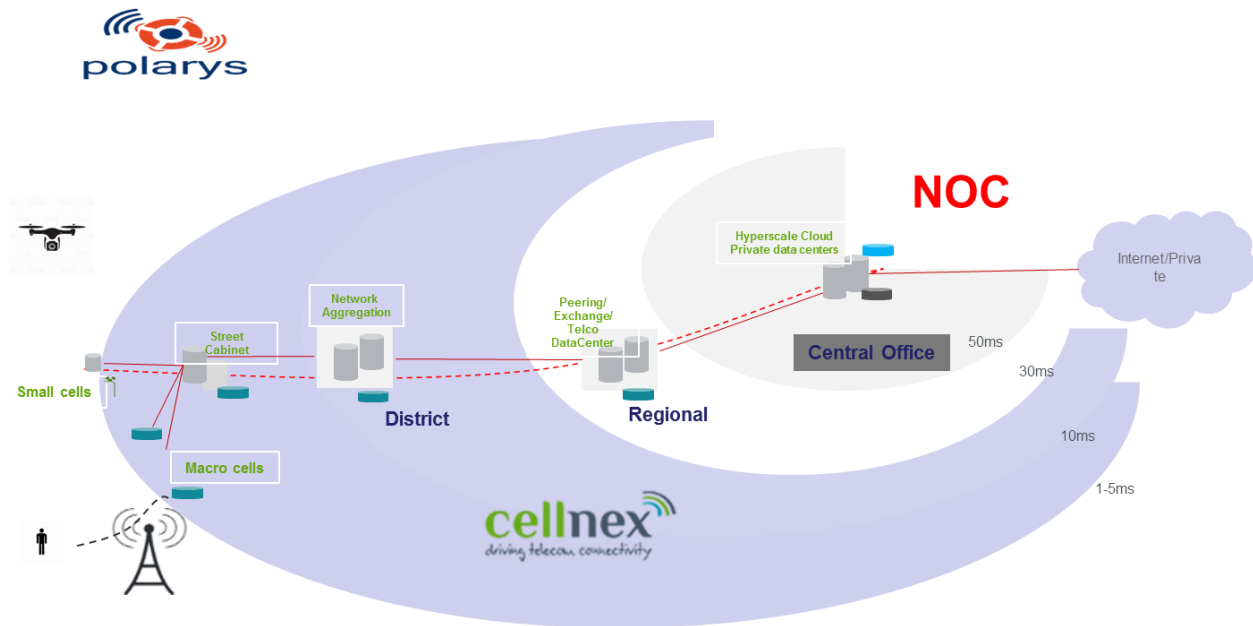 polarys
NOC
Hyperscale Cloud
Private data centers
Internet/Priva
te
Network
Aggregation
Peering/
Exchange/
Telco
DataCenter
Street
Cabinet
Central Office
50ms
30ms
Small cells
District
Regional
10ms
Macro cells
1-5ms
cellnex
driving telecom connectivity